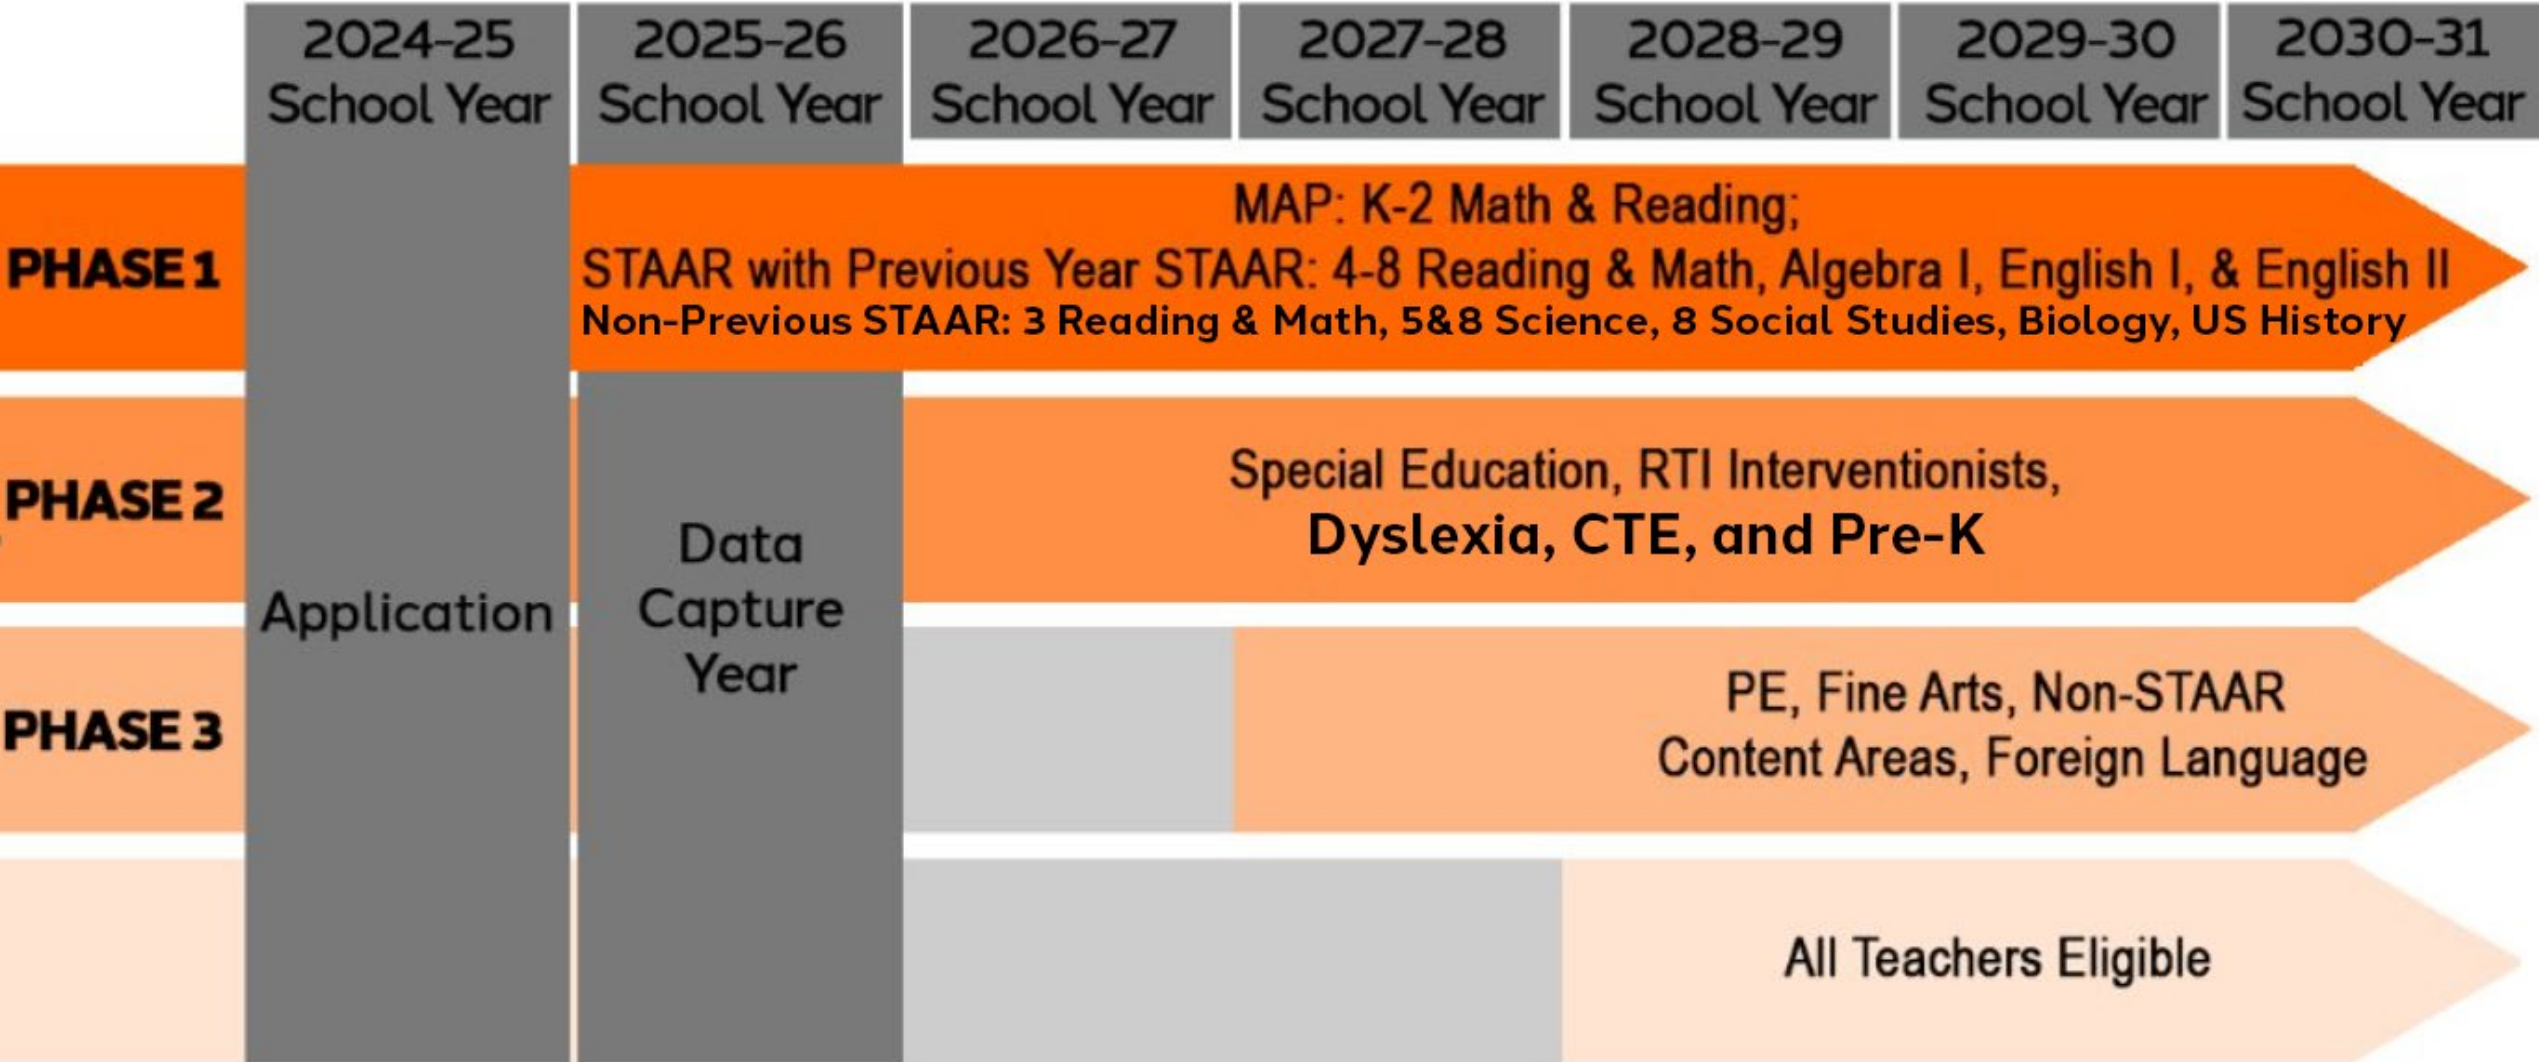 2024-25
School Year
2025-26
School Year
2026-27
School Year
2027-28
School Year
2028-29
School Year
2029-30
School Year
2030-31
School Year
PHASE 1
MAP: K-2 Math & Reading;
STAAR with Previous Year STAAR: 4-8 Reading & Math, Algebra I, English I, & English II
Non-Previous STAAR: 3 Reading & Math, 5&8 Science, 8 Social Studies, Biology, US History
PHASE 2
Special Education, RTI Interventionists,
Dyslexia, CTE, and Pre-K
Application
Data
Capture
Year
PHASE 3
PE, Fine Arts, Non-STAAR
Content Areas, Foreign Language
All Teachers Eligible